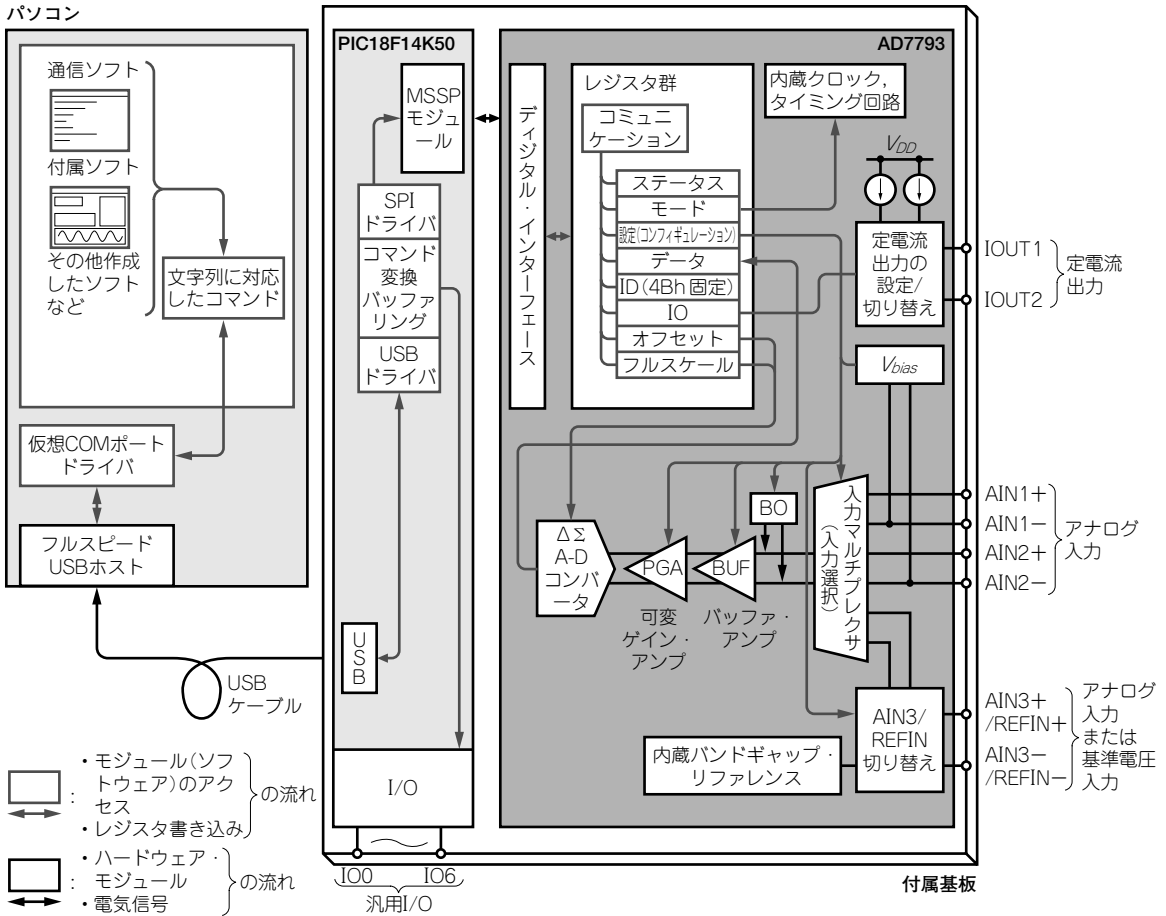 パソコン
通信ソフト
付属ソフト
その他作成
したソフト
など
文字列に対応
したコマンド
仮想COMポート
ドライバ
フルスピード
USBホスト
USB
ケーブル
PIC18F14K50
MSSP
モジュ
ール
SPI
ドライバ
コマンド
変換
バッファ
リング
USB
ドライバ
USB
I/O
IO0
IO6
汎用I/O
AD7793
ディジタル・インターフェース
レジスタ群
コミュニ
ケーション
ステータス
モード
設定(コンフィギュレーション)
データ
ID(4Bh固定)
IO
オフセット
フルスケール
内蔵クロック,
タイミング回路
VDD
定電流
出力の
設定/
切り替え
IOUT1
IOUT2
定電流
出力
Vbias
BO
ΔΣ
A-D
コンバ
ータ
PGA
BUF
可変
ゲイン・
アンプ
バッファ・
アンプ
入力マルチプレクサ
(入力選択)
AIN1+
AIN1−
AIN2+
AIN2−
アナログ
入力
AIN3/
REFIN
切り替え
内蔵バンドギャップ・
リファレンス
AIN3+
/REFIN+
AIN3−
/REFIN−
アナログ
入力
または
基準電圧
入力
付属基板
:
・モジュール(ソフ
トウェア)のアク
セス
・レジスタ書き込み
の流れ
:
・ハードウェア・
モジュール
・電気信号
の流れ